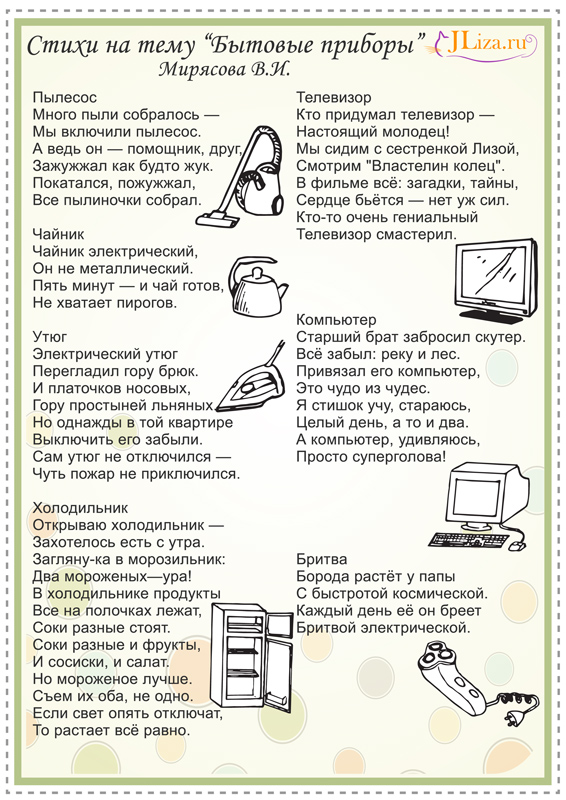 Стихи на тему “Бытовые приборы”
JLiza.ru
Мирясова В.И.
Пылесос
Много пыли собралось —
Мы включили пылесос.
А ведь он — помощник, друг,
Зажужжал как будто жук.
Покатался, пожужжал,
Все пылиночки собрал.
Чайник
Чайник электрический,
Он не металлический.
Пять минут — и чай готов,
Не хватает пирогов.
Утюг
Электрический утюг
Перегладил гору брюк.
И платочков носовых,
Гору простыней льняных.
Но однажды в той квартире
Выключить его забыли.
Сам утюг не отключился —
Чуть пожар не приключился.
Холодильник
Открываю холодильник —
Захотелось есть с утра.
Загляну-ка в морозильник:
Два мороженых—ура!
В холодильнике продукты
Все на полочках лежат,
Соки разные стоят.
Соки разные и фрукты,
И сосиски, и салат.
Но мороженое лучше.
Съем их оба, не одно.
Если свет опять отключат,
То растает всё равно.
Телевизор
Кто придумал телевизор —
Настоящий молодец!
Мы сидим с сестренкой Лизой,
Смотрим "Властелин колец".
В фильме всё: загадки, тайны,
Сердце бьётся — нет уж сил.
Кто-то очень гениальный
Телевизор смастерил.
Компьютер
Старший брат забросил скутер.
Всё забыл: реку и лес.
Привязал его компьютер,
Это чудо из чудес.
Я стишок учу, стараюсь,
Целый день, а то и два.
А компьютер, удивляюсь,
Просто суперголова!
Бритва
Борода растёт у папы
С быстротой космической.
Каждый день её он бреет
Бритвой электрической.